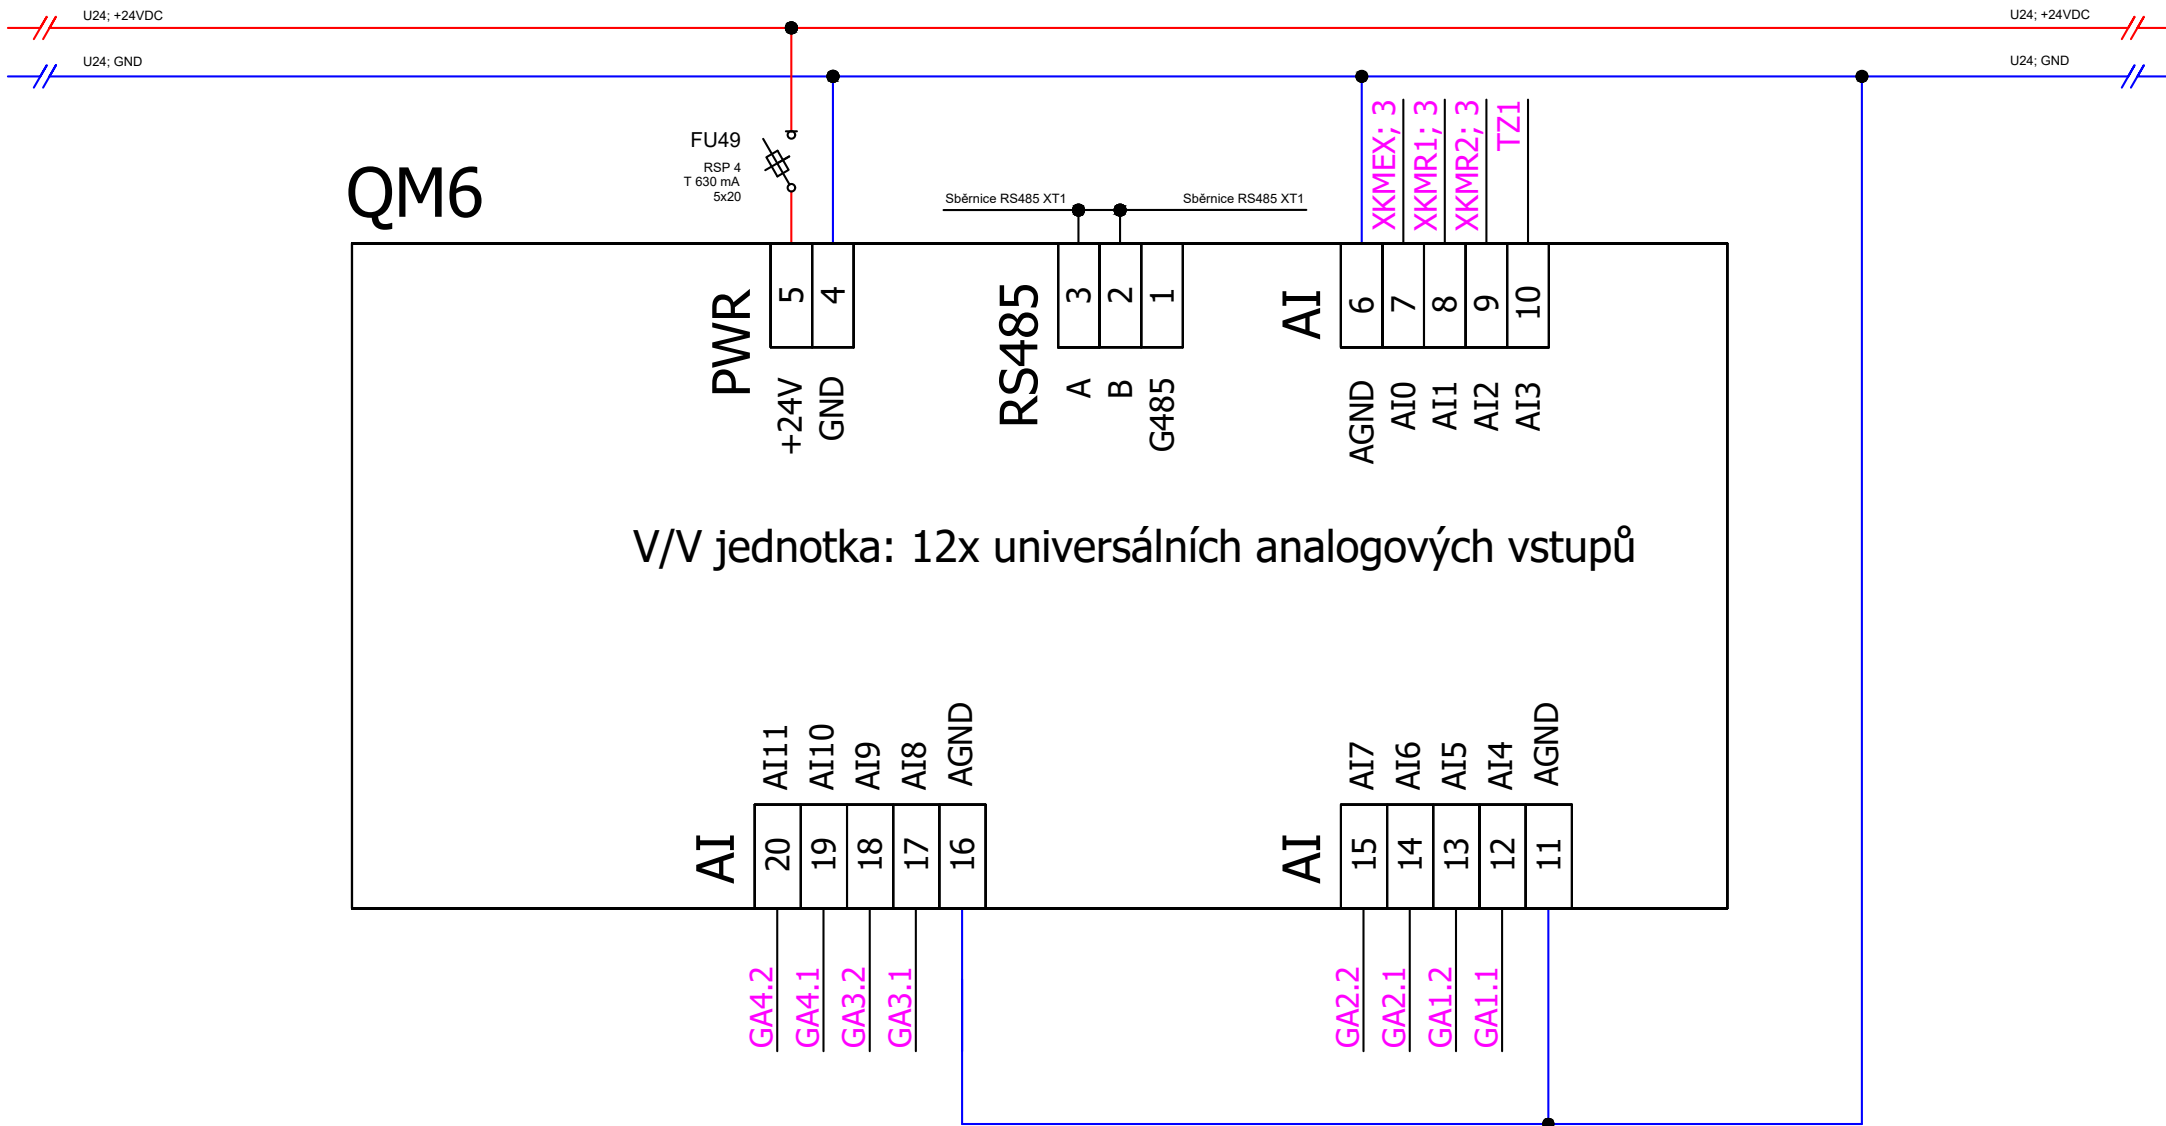 U24; +24VDC
U24; +24VDC
U24; GND
U24; GND
FU49
RSP 4
T 630 mA
5x20
QM6
Sběrnice RS485 XT1
Sběrnice RS485 XT1
XKMEX; 3
XKMR1; 3
XKMR2; 3
TZ1
PWR
5
4
+24V
GND
RS485
3
2
1
A
B
G485
AI
6
7
8
9
10
AGND
AI0
AI1
AI2
AI3
V/V jednotka: 12x universálních analogových vstupů
AI11
AI10
AI9
AI8
AGND
AI
20
19
18
17
16
GA4.2
GA4.1
GA3.2
GA3.1
AI7
AI6
AI5
AI4
AGND
AI
15
14
13
12
11
GA2.2
GA2.1
GA1.2
GA1.1